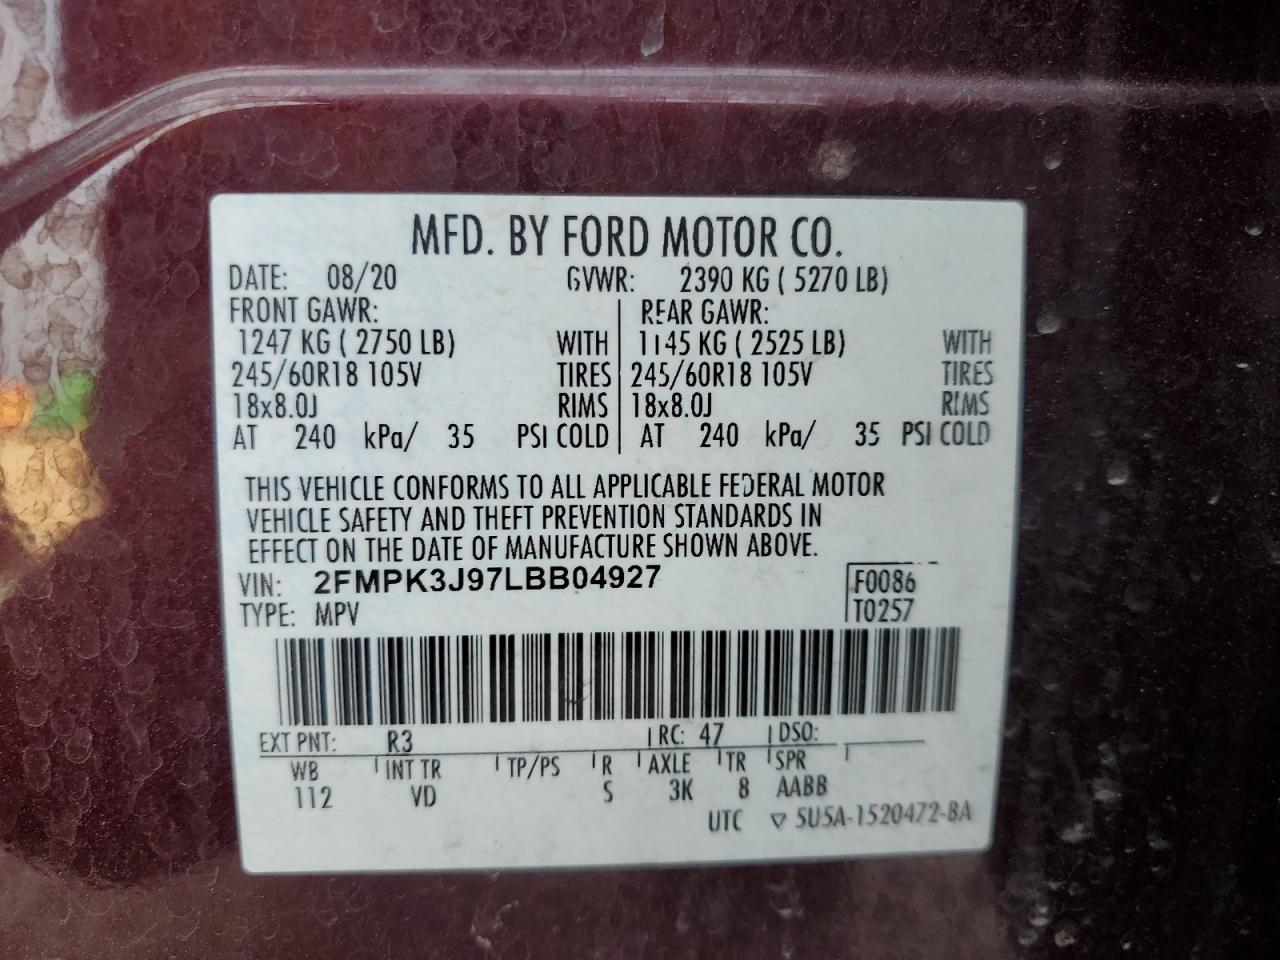 MFD. BY FORD MOTOR CO.
DATE: 08/20 GVWR: 2390 KG ( 5270 LB)
FRONT GAWR: REAR GAWR:
1247 KG ( 2750 LB) WITH 1145 KG ( 2525 LB) WITH
245/60R18 105V TIRES 245/60R18 105V TIRES
18x8.0J RIMS 18x8.0J RIMS
AT 240 kPa/ 35 PSI COLD AT 240 kPa/ 35 PSI COLD
THIS VEHICLE CONFORMS TO ALL APPLICABLE FEDERAL MOTOR
VEHICLE SAFETY AND THEFT PREVENTION STANDARDS IN
EFFECT ON THE DATE OF MANUFACTURE SHOWN ABOVE.
VIN: 2FMPK3J97LBB04927 F0086
TYPE: MPV T0257
EXT PNT: R3 RC: 47 DSO:
WB INT TR TP/PS R AXLE TR SPR
112 VD S 3K 8 AABB
UTC ▽ 5U5A-1520472-BA